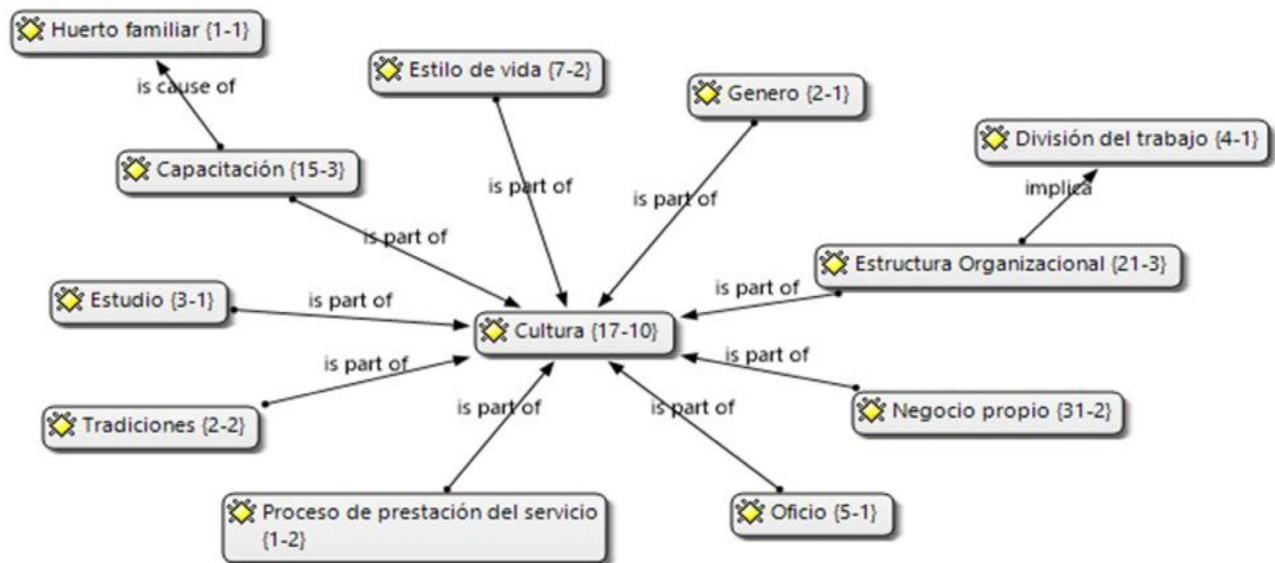 Huerto familiar {1-1}
Estilo de vida {7-2}
Genero {2-1}
is cause of
División del trabajo {4-1}
Capacitación {15-3}
is part of
is part of
implica
is part of
Estructura Organizacional {21-3}
Estudio {3-1}
is part of
is part of
Cultura {17-10}
is part of
is part of
Tradiciones {2-2}
is part of
is part of
Negocio propio {31-2}
Proceso de prestación del servicio
{1-2}
Oficio {5-1}